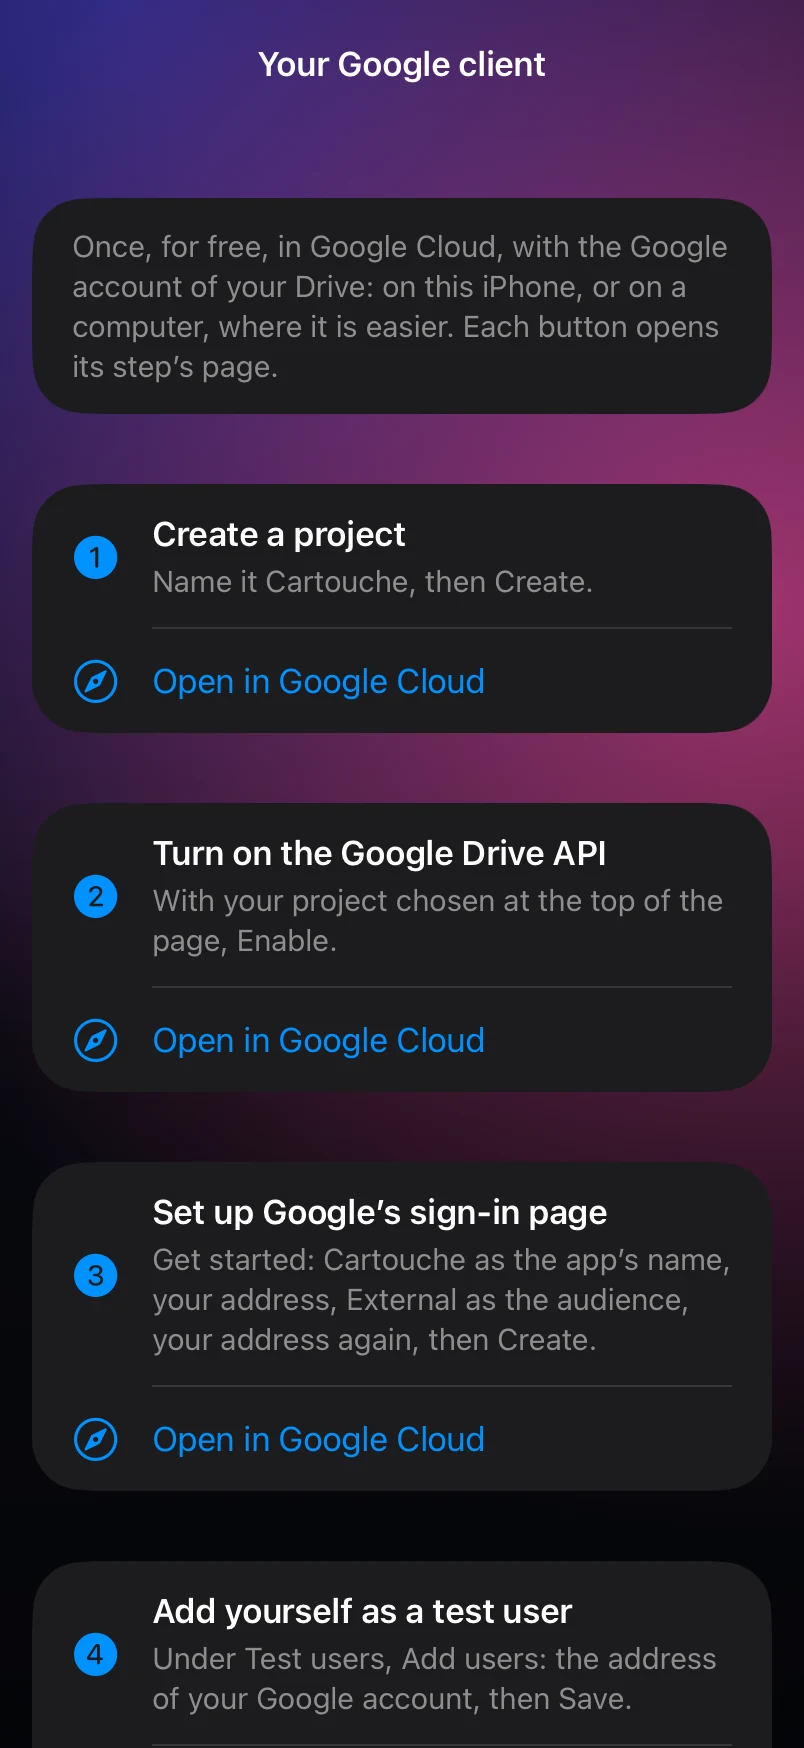 Your Google client
Once, for free, in Google Cloud, with the Google
account of your Drive: on this iPhone, or on a
computer, where it is easier. Each button opens
its step’s page.
1
Create a project
Name it Cartouche, then Create.
Open in Google Cloud
2
Turn on the Google Drive API
With your project chosen at the top of the
page, Enable.
Open in Google Cloud
3
Set up Google’s sign-in page
Get started: Cartouche as the app’s name,
your address, External as the audience,
your address again, then Create.
Open in Google Cloud
4
Add yourself as a test user
Under Test users, Add users: the address
of your Google account, then Save.